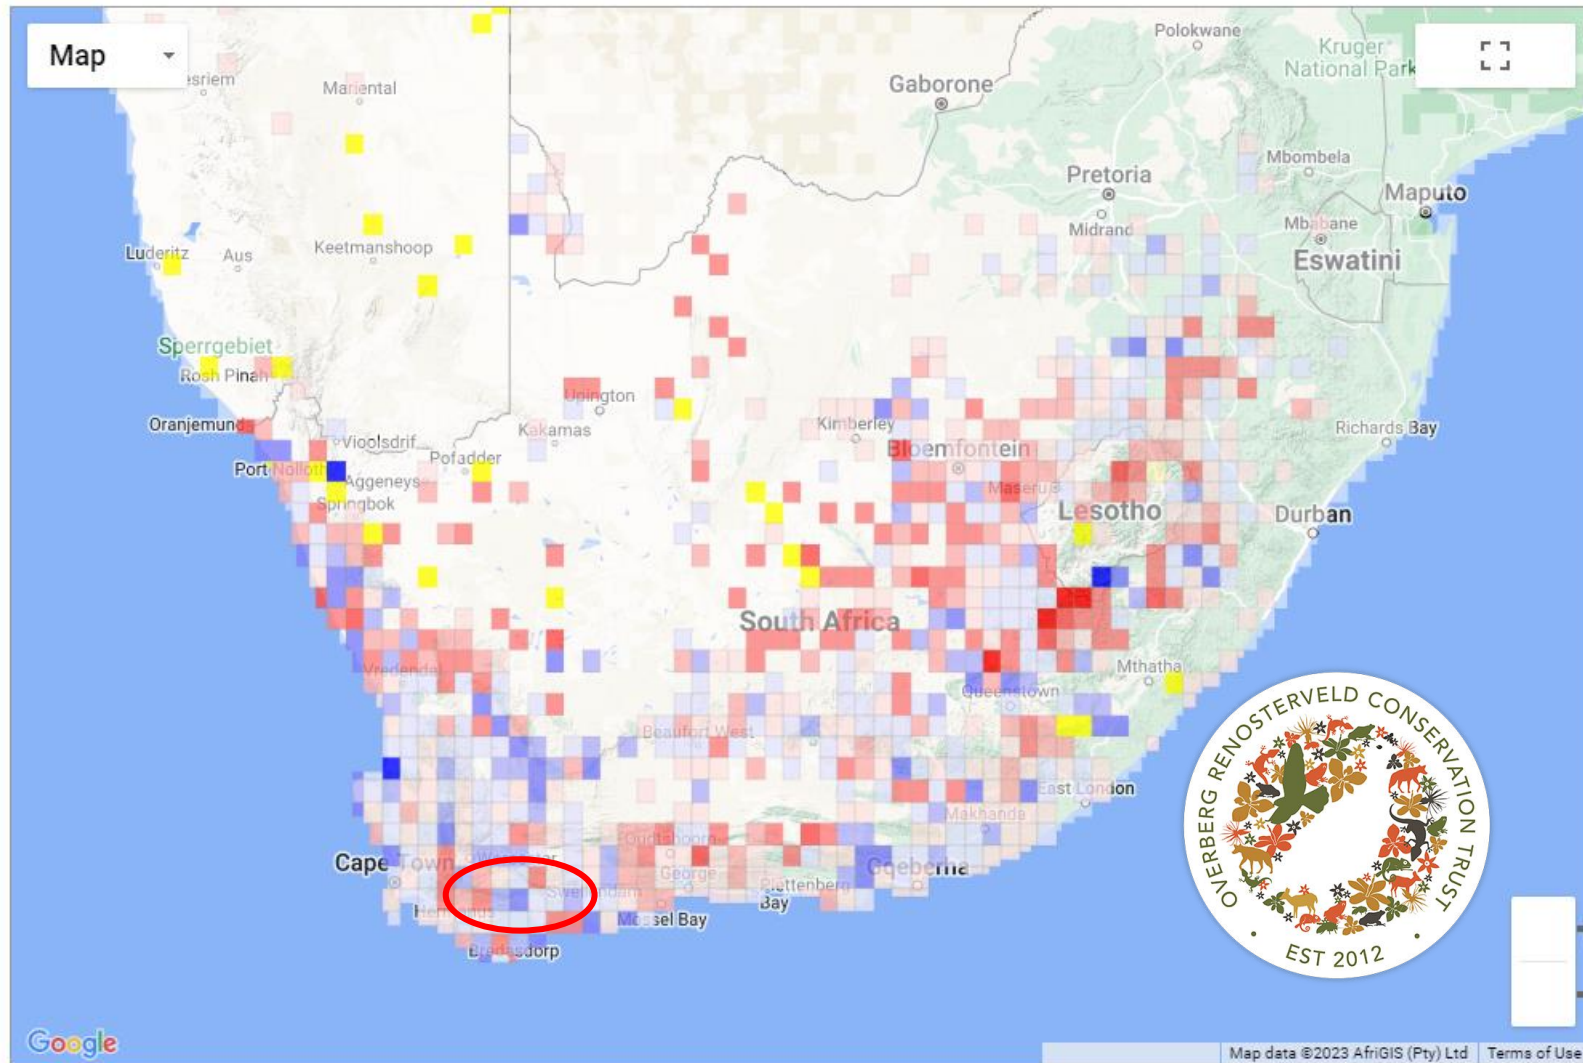 Map
Polokwane
Kruger
National Park
esriem
Mariental
Gaborone
Mbombela
Pretoria
Maputo
Midrand
Mbabane
Luderitz
Aus
Keetmanshoop
Eswatini
Sperrgebiet
Rosh Pinah
Upington
Oranjemund
Vioolsdrif
Kakamas
Kimberley
Richards Bay
Port Nolloth
Pofadder
Bloemfontein
Aggeneys
Maseru
Springbok
Lesotho
Durban
South Africa
Vredendal
Mthatha
Queenstown
Beaufort West
East London
Makhanda
Oudtshoorn
Cape Town
Worcester
George
Gqeberha
Swellendam
Plettenberg
Bay
Hermanus
Mossel Bay
Bredasdorp
OVERBERG RENOSTERVELD CONSERVATION TRUST
EST 2012
Google
Map data ©2023 AfriGIS (Pty) Ltd
Terms of Use